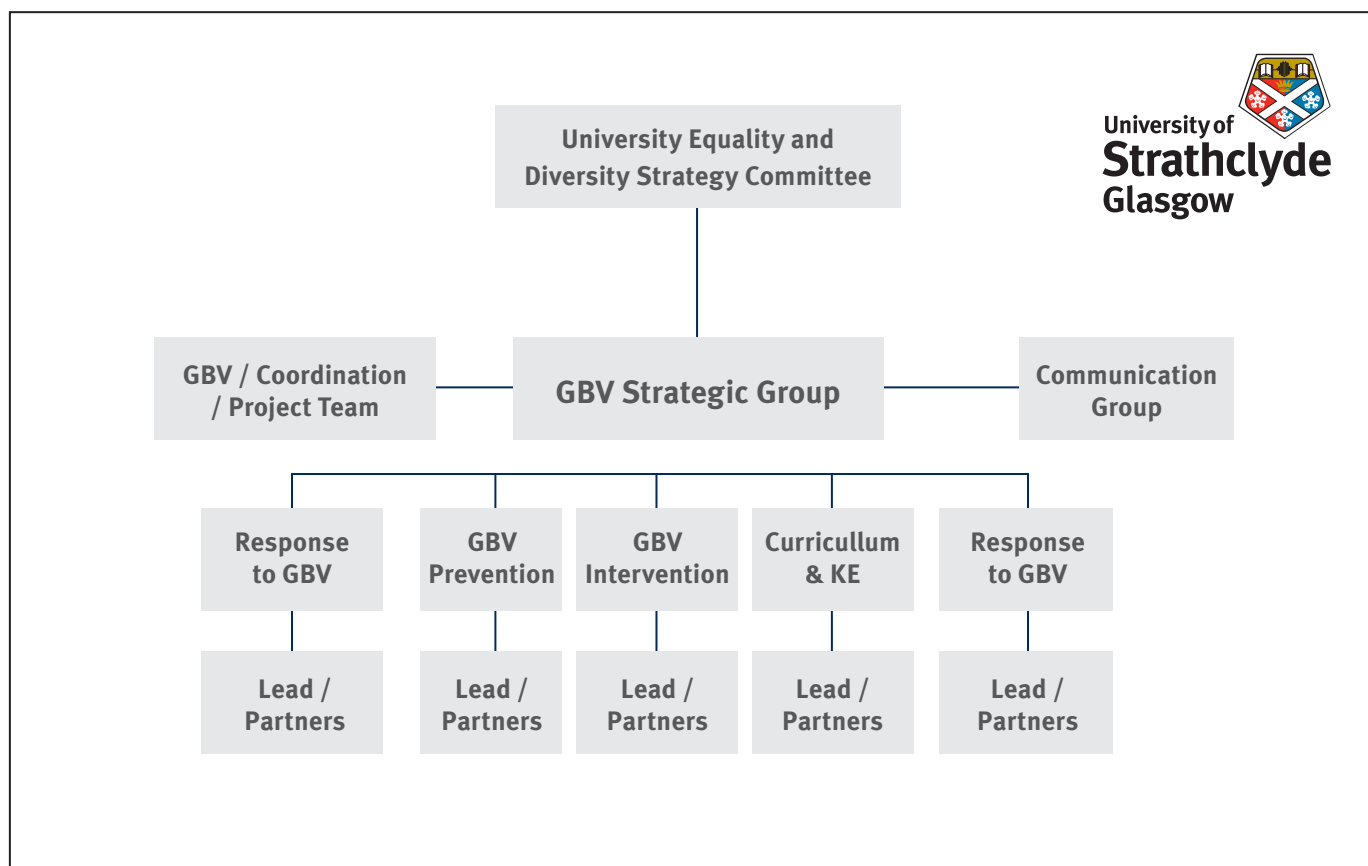 University of
Strathclyde
Glasgow
University Equality and
Diversity Strategy Committee
GBV / Coordination
/ Project Team
GBV Strategic Group
Communication
Group
Response
to GBV
GBV
Prevention
GBV
Intervention
Curricullum
& KE
Response
to GBV
Lead /
Partners
Lead /
Partners
Lead /
Partners
Lead /
Partners
Lead /
Partners